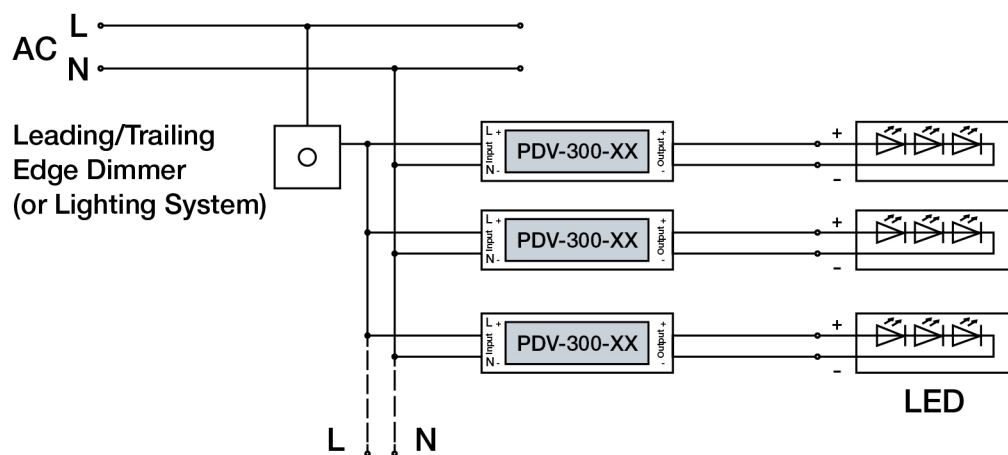 AC
L
N
Leading/Trailing
Edge Dimmer
(or Lighting System)
L +
Input
N -
PDV-300-XX
Output
+
-
+
-
L +
Input
N -
PDV-300-XX
Output
+
-
+
-
L +
Input
N -
PDV-300-XX
Output
+
-
+
-
LED
L
N